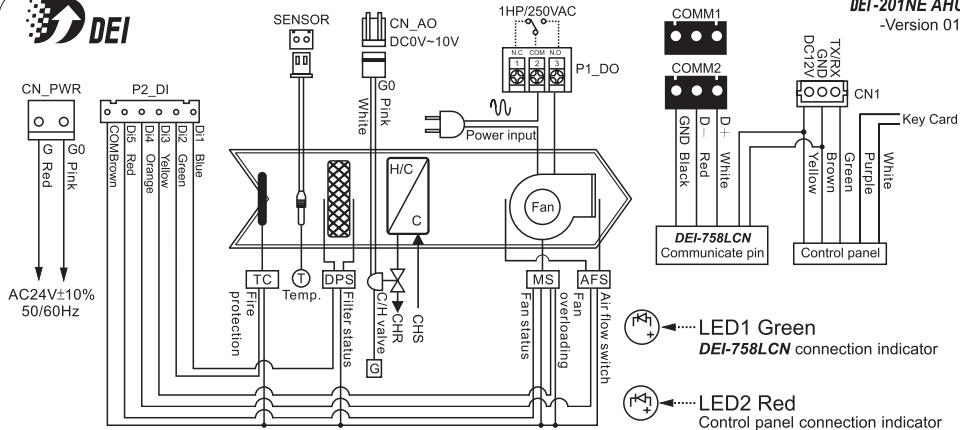 DEI
SENSOR
CN_AO
DC0V~10V
1HP/250VAC
N.C COM N.O
1 2 3
P1_DO
COMM1
COMM2
DEI-201NE AHU
-Version 01
DC12V
GND
TX/RX
CN1
Key Card
CN_PWR
G
Red
G0
Pink
AC24V±10%
50/60Hz
P2_DI
COM Brown
Di5 Red
Di4 Orange
Di3 Yellow
Di2 Green
Di1 Blue
G0
White
Pink
Power input
GND Black
D− Red
D+ White
Yellow
Brown
Green
Purple
White
DEI-758LCN
Communicate pin
Control panel
H/C
C
Fan
TC
T
DPS
MS
AFS
Fire
protection
Temp.
Filter status
C/H valve
G
CHR
CHS
Fan status
Fan
overloading
Air flow switch
+
LED1 Green
DEI-758LCN connection indicator
+
LED2 Red
Control panel connection indicator